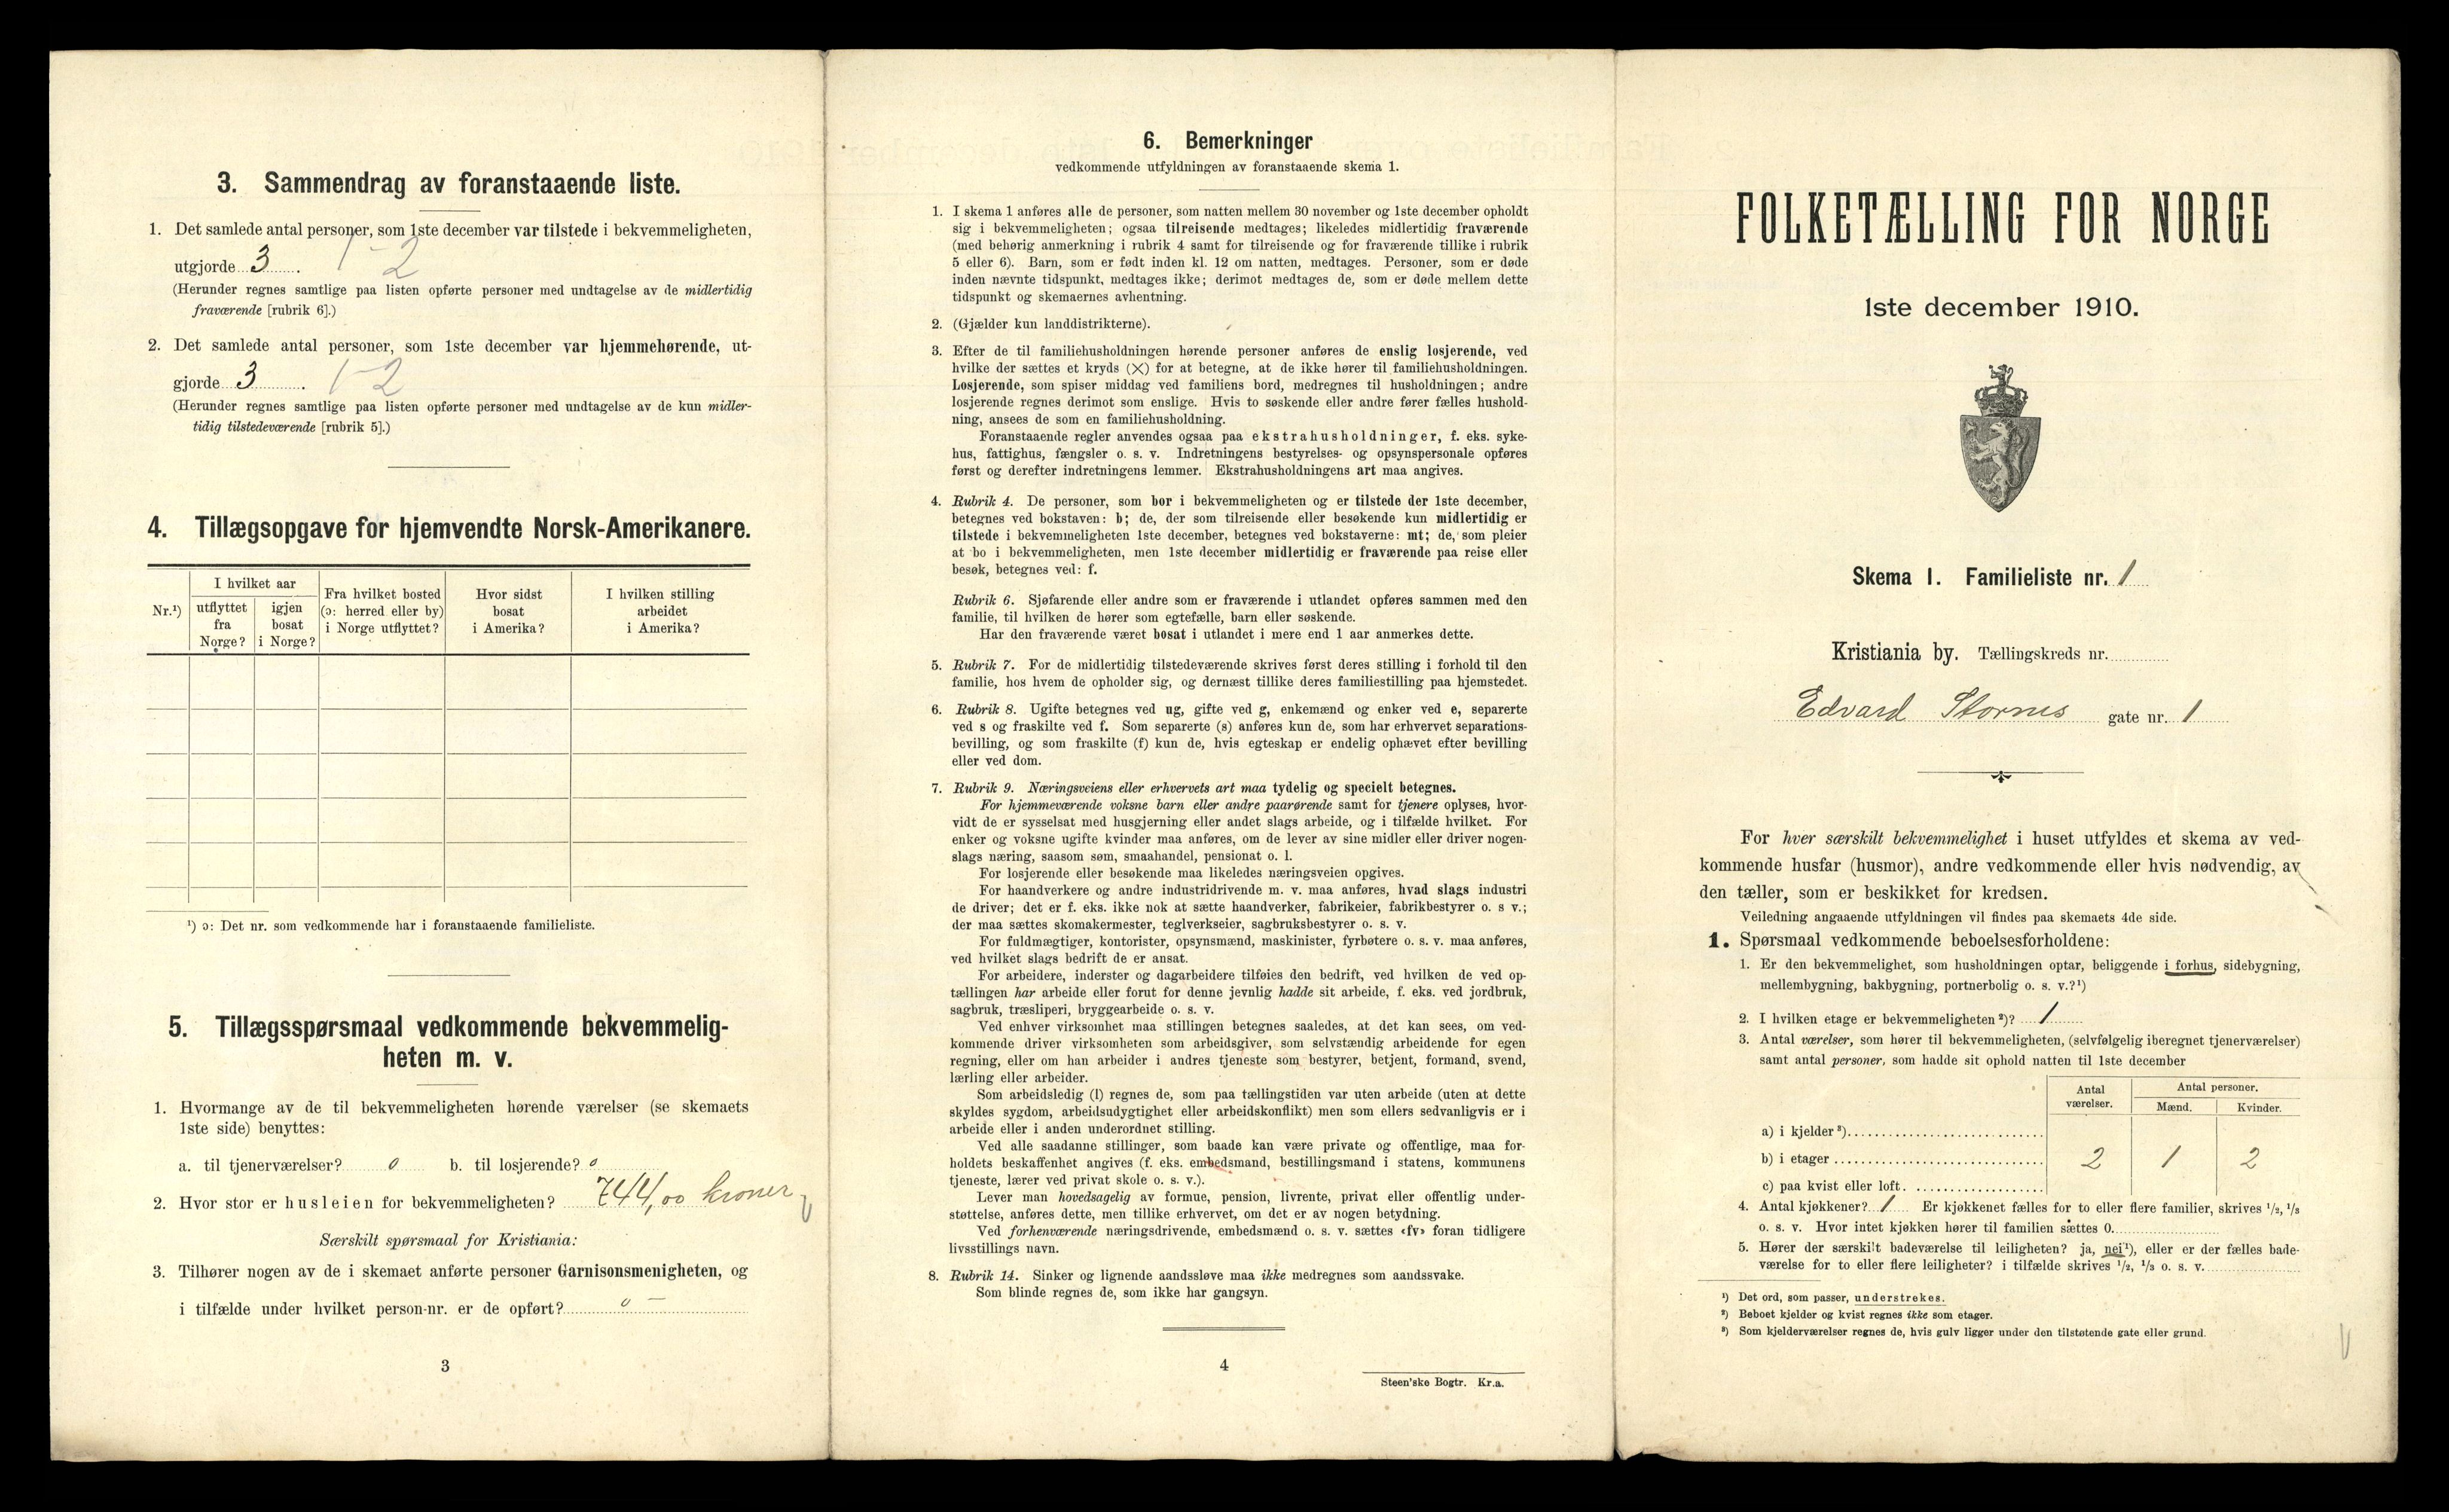 3. Sammendrag av foranstaaende liste.
1. Det samlede antal personer, som 1ste december var tilstede i bekvemmeligheten,
utgjorde 3 . 1-2
(Herunder regnes samtlige paa listen opførte personer med undtagelse av de midlertidig
fraværende [rubrik 6].)
2. Det samlede antal personer, som 1ste december var hjemmehørende, ut-
gjorde 3 . 1-2
(Herunder regnes samtlige paa listen opførte personer med undtagelse av de kun midler-
tidig tilstedeværende [rubrik 5].)
4. Tillægsopgave for hjemvendte Norsk-Amerikanere.
Nr.¹)
I hvilket aar
utflyttet fra Norge?
igjen bosat i Norge?
Fra hvilket bosted (ɔ: herred eller by) i Norge utflyttet?
Hvor sidst bosat i Amerika?
I hvilken stilling arbeidet i Amerika?
¹) ɔ: Det nr. som vedkommende har i foranstaaende familieliste.
5. Tillægsspørsmaal vedkommende bekvemmelig-
heten m. v.
1. Hvormange av de til bekvemmeligheten hørende værelser (se skemaets
1ste side) benyttes:
a. til tjenerværelser? 0 b. til losjerende? 0
2. Hvor stor er husleien for bekvemmeligheten? 744,00 kroner
Særskilt spørsmaal for Kristiania:
3. Tilhører nogen av de i skemaet anførte personer Garnisonsmenigheten, og
i tilfælde under hvilket person-nr. er de opført? 0 —
3
6. Bemerkninger
vedkommende utfyldningen av foranstaaende skema 1.
1. I skema 1 anføres alle de personer, som natten mellem 30 november og 1ste december opholdt
sig i bekvemmeligheten; ogsaa tilreisende medtages; likeledes midlertidig fraværende
(med behørig anmerkning i rubrik 4 samt for tilreisende og for fraværende tillike i rubrik
5 eller 6). Barn, som er født inden kl. 12 om natten, medtages. Personer, som er døde
inden nævnte tidspunkt, medtages ikke; derimot medtages de, som er døde mellem dette
tidspunkt og skemaernes avhentning.
2. (Gjælder kun landdistrikterne).
3. Efter de til familiehusholdningen hørende personer anføres de enslig losjerende, ved
hvilke der sættes et kryds (×) for at betegne, at de ikke hører til familiehusholdningen.
Losjerende, som spiser middag ved familiens bord, medregnes til husholdningen; andre
losjerende regnes derimot som enslige. Hvis to søskende eller andre fører fælles hushold-
ning, ansees de som en familiehusholdning.
Foranstaaende regler anvendes ogsaa paa ekstrahusholdninger, f. eks. syke-
hus, fattighus, fængsler o. s. v. Indretningens bestyrelses- og opsynspersonale opføres
først og derefter indretningens lemmer. Ekstrahusholdningens art maa angives.
4. Rubrik 4. De personer, som bor i bekvemmeligheten og er tilstede der 1ste december,
betegnes ved bokstaven: b; de, der som tilreisende eller besøkende kun midlertidig er
tilstede i bekvemmeligheten 1ste december, betegnes ved bokstaverne: mt; de, som pleier
at bo i bekvemmeligheten, men 1ste december midlertidig er fraværende paa reise eller
besøk, betegnes ved: f.
Rubrik 6. Sjøfarende eller andre som er fraværende i utlandet opføres sammen med den
familie, til hvilken de hører som egtefælle, barn eller søskende.
Har den fraværende været bosat i utlandet i mere end 1 aar anmerkes dette.
5. Rubrik 7. For de midlertidig tilstedeværende skrives først deres stilling i forhold til den
familie, hos hvem de opholder sig, og dernæst tillike deres familiestilling paa hjemstedet.
6. Rubrik 8. Ugifte betegnes ved ug, gifte ved g, enkemænd og enker ved e, separerte
ved s og fraskilte ved f. Som separerte (s) anføres kun de, som har erhvervet separations-
bevilling, og som fraskilte (f) kun de, hvis egteskap er endelig ophævet efter bevilling
eller ved dom.
7. Rubrik 9. Næringsveiens eller erhvervets art maa tydelig og specielt betegnes.
For hjemmeværende voksne barn eller andre paarørende samt for tjenere oplyses, hvor-
vidt de er sysselsat med husgjerning eller andet slags arbeide, og i tilfælde hvilket. For
enker og voksne ugifte kvinder maa anføres, om de lever av sine midler eller driver nogen-
slags næring, saasom søm, smaahandel, pensionat o. l.
For losjerende eller besøkende maa likeledes næringsveien opgives.
For haandverkere og andre industridrivende m. v. maa anføres, hvad slags industri
de driver; det er f. eks. ikke nok at sætte haandverker, fabrikeier, fabrikbestyrer o. s v.;
der maa sættes skomakermester, teglverkseier, sagbruksbestyrer o. s. v.
For fuldmægtiger, kontorister, opsynsmænd, maskinister, fyrbøtere o. s. v. maa anføres,
ved hvilket slags bedrift de er ansat.
For arbeidere, inderster og dagarbeidere tilføies den bedrift, ved hvilken de ved op-
tællingen har arbeide eller forut for denne jevnlig hadde sit arbeide, f. eks. ved jordbruk,
sagbruk, træsliperi, bryggearbeide o. s. v.
Ved enhver virksomhet maa stillingen betegnes saaledes, at det kan sees, om ved-
kommende driver virksomheten som arbeidsgiver, som selvstændig arbeidende for egen
regning, eller om han arbeider i andres tjeneste som bestyrer, betjent, formand, svend,
lærling eller arbeider.
Som arbeidsledig (l) regnes de, som paa tællingstiden var uten arbeide (uten at dette
skyldes sygdom, arbeidsudygtighet eller arbeidskonflikt) men som ellers sedvanligvis er i
arbeide eller i anden underordnet stilling.
Ved alle saadanne stillinger, som baade kan være private og offentlige, maa for-
holdets beskaffenhet angives (f. eks. embedsmand, bestillingsmand i statens, kommunens
tjeneste, lærer ved privat skole o. s. v.).
Lever man hovedsagelig av formue, pension, livrente, privat eller offentlig under-
støttelse, anføres dette, men tillike erhvervet, om det er av nogen betydning.
Ved forhenværende næringsdrivende, embedsmænd o. s. v. sættes «fv» foran tidligere
livsstillings navn.
8. Rubrik 14. Sinker og lignende aandssløve maa ikke medregnes som aandssvake.
Som blinde regnes de, som ikke har gangsyn.
4
Steen'ske Bogtr. Kr.a.
FOLKETÆLLING FOR NORGE
1ste december 1910.
Skema 1. Familieliste nr. 1
Kristiania by. Tællingskreds nr.
Edvard Storms gate nr. 1
For hver særskilt bekvemmelighet i huset utfyldes et skema av ved-
kommende husfar (husmor), andre vedkommende eller hvis nødvendig, av
den tæller, som er beskikket for kredsen.
Veiledning angaaende utfyldningen vil findes paa skemaets 4de side.
1. Spørsmaal vedkommende beboelsesforholdene:
1. Er den bekvemmelighet, som husholdningen optar, beliggende i forhus, sidebygning,
mellembygning, bakbygning, portnerbolig o. s. v.?¹)
2. I hvilken etage er bekvemmeligheten²)? 1
3. Antal værelser, som hører til bekvemmeligheten, (selvfølgelig iberegnet tjenerværelser)
samt antal personer, som hadde sit ophold natten til 1ste december
Antal værelser.
Antal personer.
Mænd. Kvinder.
a) i kjelder³)
b) i etager 2 1 2
c) paa kvist eller loft.
4. Antal kjøkkener? 1 Er kjøkkenet fælles for to eller flere familier, skrives 1/2, 1/3
o. s. v. Hvor intet kjøkken hører til familien sættes 0.
5. Hører der særskilt badeværelse til leiligheten? ja, nei¹), eller er der fælles bade-
værelse for to eller flere leiligheter? i tilfælde skrives 1/2, 1/3 o. s. v.
¹) Det ord, som passer, understrekes.
²) Beboet kjelder og kvist regnes ikke som etager.
³) Som kjelderværelser regnes de, hvis gulv ligger under den tilstøtende gate eller grund.